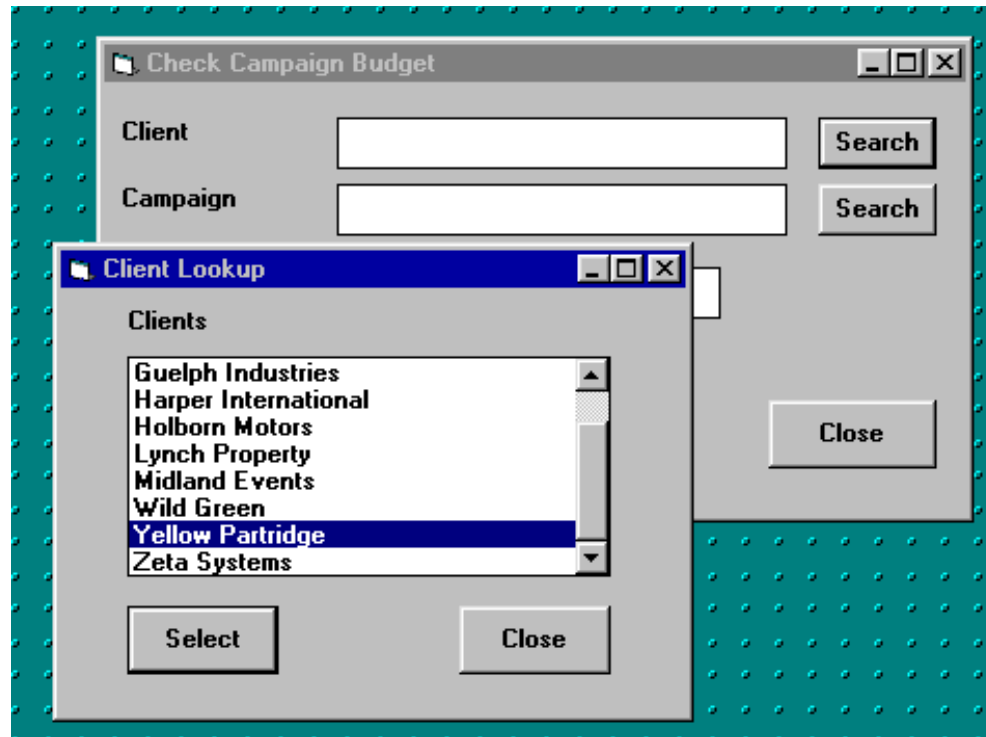 Check Campaign Budget
Client
Search
Campaign
Search
Client Lookup
Clients
Guelph Industries
Harper International
Holborn Motors
Lynch Property
Midland Events
Wild Green
Yellow Partridge
Zeta Systems
Close
Select
Close